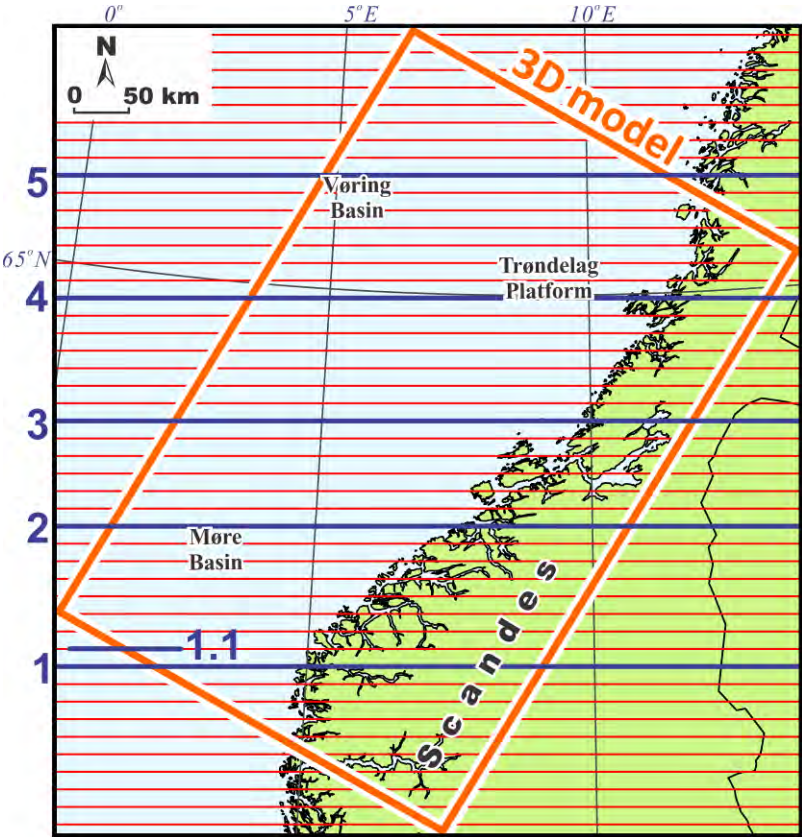 0° 5°E 10°E
N
0 50 km
3D model
5
Vøring
Basin
65°N
Trøndelag
Platform
4
3
2
Møre
Basin
Scandes
1.1
1